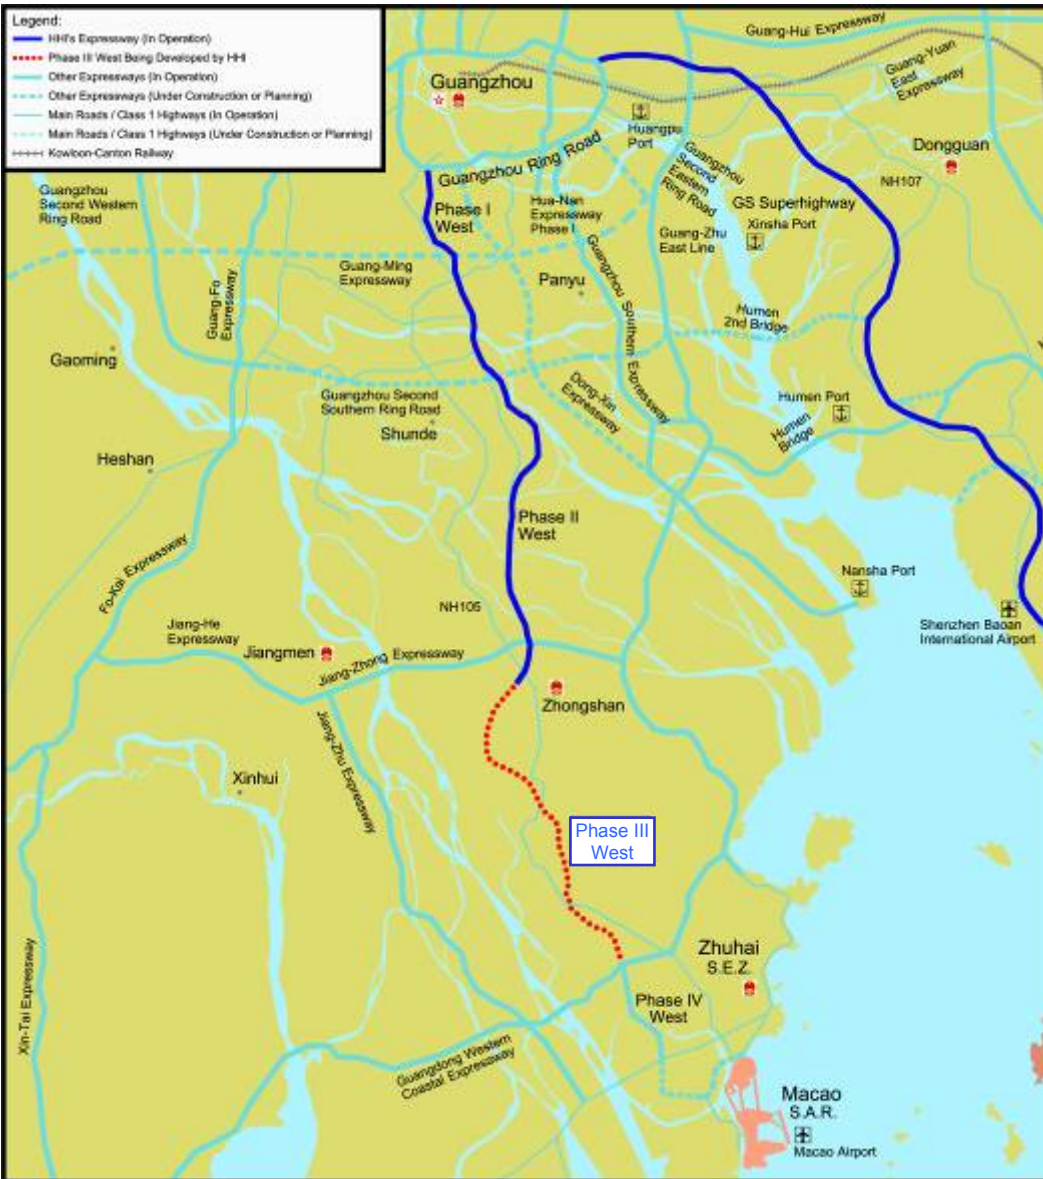 Legend:
HHI's Expressway (In Operation)
Phase III West Being Developed by HHI
Other Expressways (In Operation)
Other Expressways (Under Construction or Planning)
Main Roads / Class 1 Highways (In Operation)
Main Roads / Class 1 Highways (Under Construction or Planning)
Kowloon-Canton Railway
Guang-Hui Expressway
Guang-Yuan
East
Expressway
Guangzhou
Huangpu
Port
Dongguan
Guangzhou Ring Road
Guangzhou
Second
Eastern
Ring Road
NH107
Guangzhou
Second Western
Ring Road
Phase I
West
Hua-Nan
Expressway
Phase I
GS Superhighway
Xinsha Port
Guang-Zhu
East Line
Guang-Ming
Expressway
Panyu
Guang-Fo
Expressway
Guangzhou Southern Expressway
Humen
2nd Bridge
Gaoming
Guangzhou Second
Southern Ring Road
Shunde
Dong-Xin
Expressway
Humen Port
Humen
Bridge
Heshan
Phase II
West
Fo-Kai Expressway
Nansha Port
NH105
Jiang-He
Expressway
Shenzhen Baoan
International Airport
Jiangmen
Jiang-Zhong Expressway
Zhongshan
Jiang-Zhu Expressway
Xinhui
Phase III
West
Zhuhai
S.E.Z.
Xin-Tai Expressway
Phase IV
West
Guangdong Western
Coastal Expressway
Macao
S.A.R.
Macao Airport